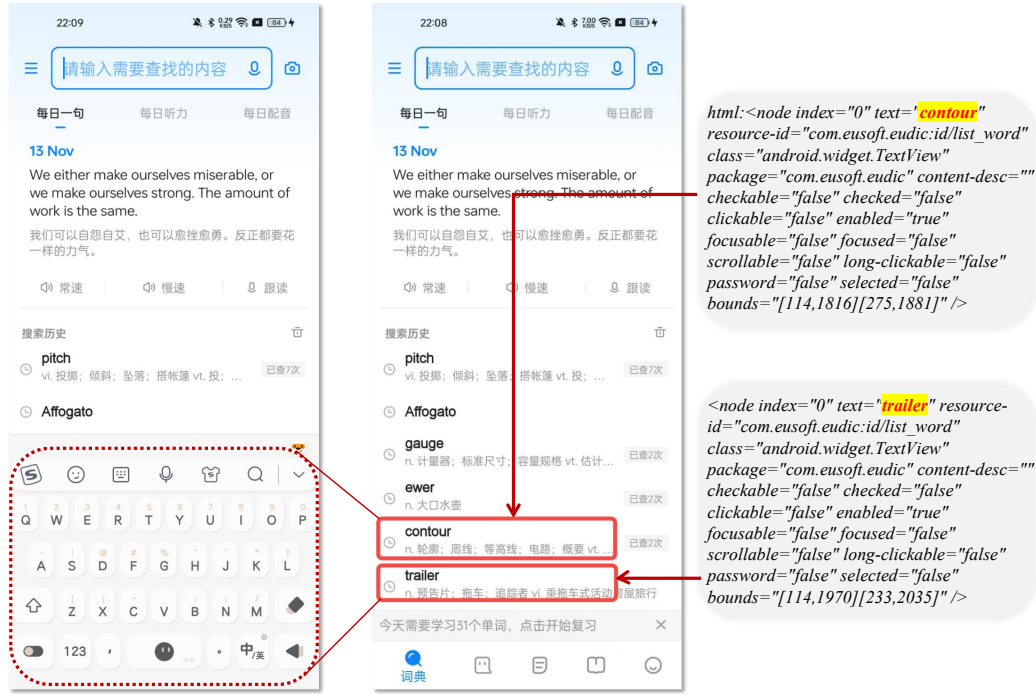 22:09
0.29 KB/S
84
请输入需要查找的内容
每日一句 每日听力 每日配音
13 Nov
We either make ourselves miserable, or
we make ourselves strong. The amount of
work is the same.
我们可以自怨自艾，也可以愈挫愈勇。反正都要花
一样的力气。
常速 慢速 跟读
搜索历史
pitch
vi. 投掷；倾斜；坠落；搭帐篷 vt. 投； ...
已查7次
Affogato
1 2 3 4 5 6 7 8 9 0
Q W E R T Y U I O P
A S D F G H J K L
Z X C V B N M
123 ， 。 中/英
22:08
7.00 KB/S
84
请输入需要查找的内容
每日一句 每日听力 每日配音
13 Nov
We either make ourselves miserable, or
we make ourselves strong. The amount of
work is the same.
我们可以自怨自艾，也可以愈挫愈勇。反正都要花
一样的力气。
常速 慢速 跟读
搜索历史
pitch
vi. 投掷；倾斜；坠落；搭帐篷 vt. 投； ...
已查7次
Affogato
gauge
n. 计量器；标准尺寸；容量规格 vt. 估计...
已查2次
ewer
n. 大口水壶
已查2次
contour
n. 轮廓；周线；等高线；电路；概要 vt. ...
已查2次
trailer
n. 预告片；拖车；追踪者 vi. 乘拖车式活动房屋旅行
今天需要学习31个单词，点击开始复习
词典
html:<node index="0" text="contour"
resource-id="com.eusoft.eudic:id/list_word"
class="android.widget.TextView"
package="com.eusoft.eudic" content-desc=""
checkable="false" checked="false"
clickable="false" enabled="true"
focusable="false" focused="false"
scrollable="false" long-clickable="false"
password="false" selected="false"
bounds="[114,1816][275,1881]" />
<node index="0" text="trailer" resource-
id="com.eusoft.eudic:id/list_word"
class="android.widget.TextView"
package="com.eusoft.eudic" content-desc=""
checkable="false" checked="false"
clickable="false" enabled="true"
focusable="false" focused="false"
scrollable="false" long-clickable="false"
password="false" selected="false"
bounds="[114,1970][233,2035]" />